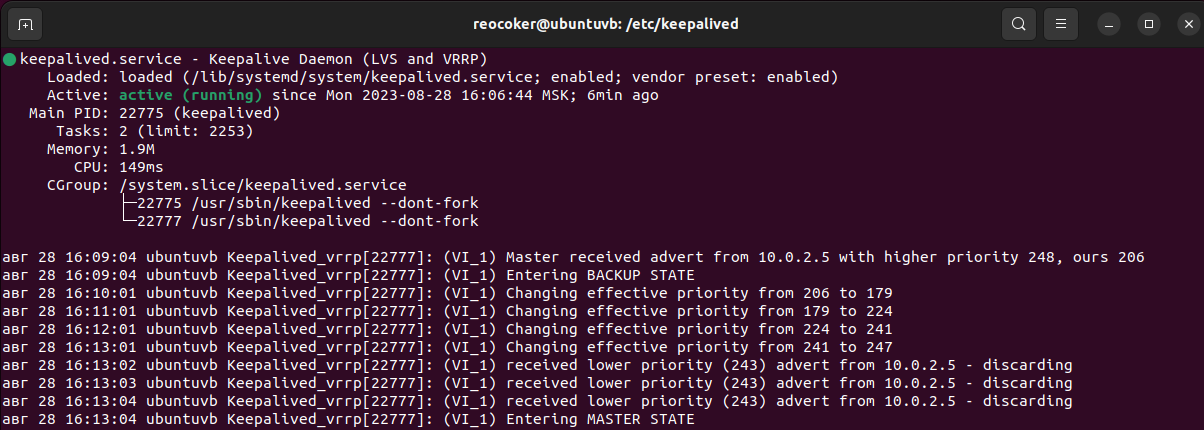 reocoker@ubuntuvb: /etc/keepalived
keepalived.service - Keepalive Daemon (LVS and VRRP)
Loaded: loaded (/lib/systemd/system/keepalived.service; enabled; vendor preset: enabled)
Active: active (running) since Mon 2023-08-28 16:06:44 MSK; 6min ago
Main PID: 22775 (keepalived)
Tasks: 2 (limit: 2253)
Memory: 1.9M
CPU: 149ms
CGroup: /system.slice/keepalived.service
├─22775 /usr/sbin/keepalived --dont-fork
└─22777 /usr/sbin/keepalived --dont-fork
авг 28 16:09:04 ubuntuvb Keepalived_vrrp[22777]: (VI_1) Master received advert from 10.0.2.5 with higher priority 248, ours 206
авг 28 16:09:04 ubuntuvb Keepalived_vrrp[22777]: (VI_1) Entering BACKUP STATE
авг 28 16:10:01 ubuntuvb Keepalived_vrrp[22777]: (VI_1) Changing effective priority from 206 to 179
авг 28 16:11:01 ubuntuvb Keepalived_vrrp[22777]: (VI_1) Changing effective priority from 179 to 224
авг 28 16:12:01 ubuntuvb Keepalived_vrrp[22777]: (VI_1) Changing effective priority from 224 to 241
авг 28 16:13:01 ubuntuvb Keepalived_vrrp[22777]: (VI_1) Changing effective priority from 241 to 247
авг 28 16:13:02 ubuntuvb Keepalived_vrrp[22777]: (VI_1) received lower priority (243) advert from 10.0.2.5 - discarding
авг 28 16:13:03 ubuntuvb Keepalived_vrrp[22777]: (VI_1) received lower priority (243) advert from 10.0.2.5 - discarding
авг 28 16:13:04 ubuntuvb Keepalived_vrrp[22777]: (VI_1) received lower priority (243) advert from 10.0.2.5 - discarding
авг 28 16:13:04 ubuntuvb Keepalived_vrrp[22777]: (VI_1) Entering MASTER STATE